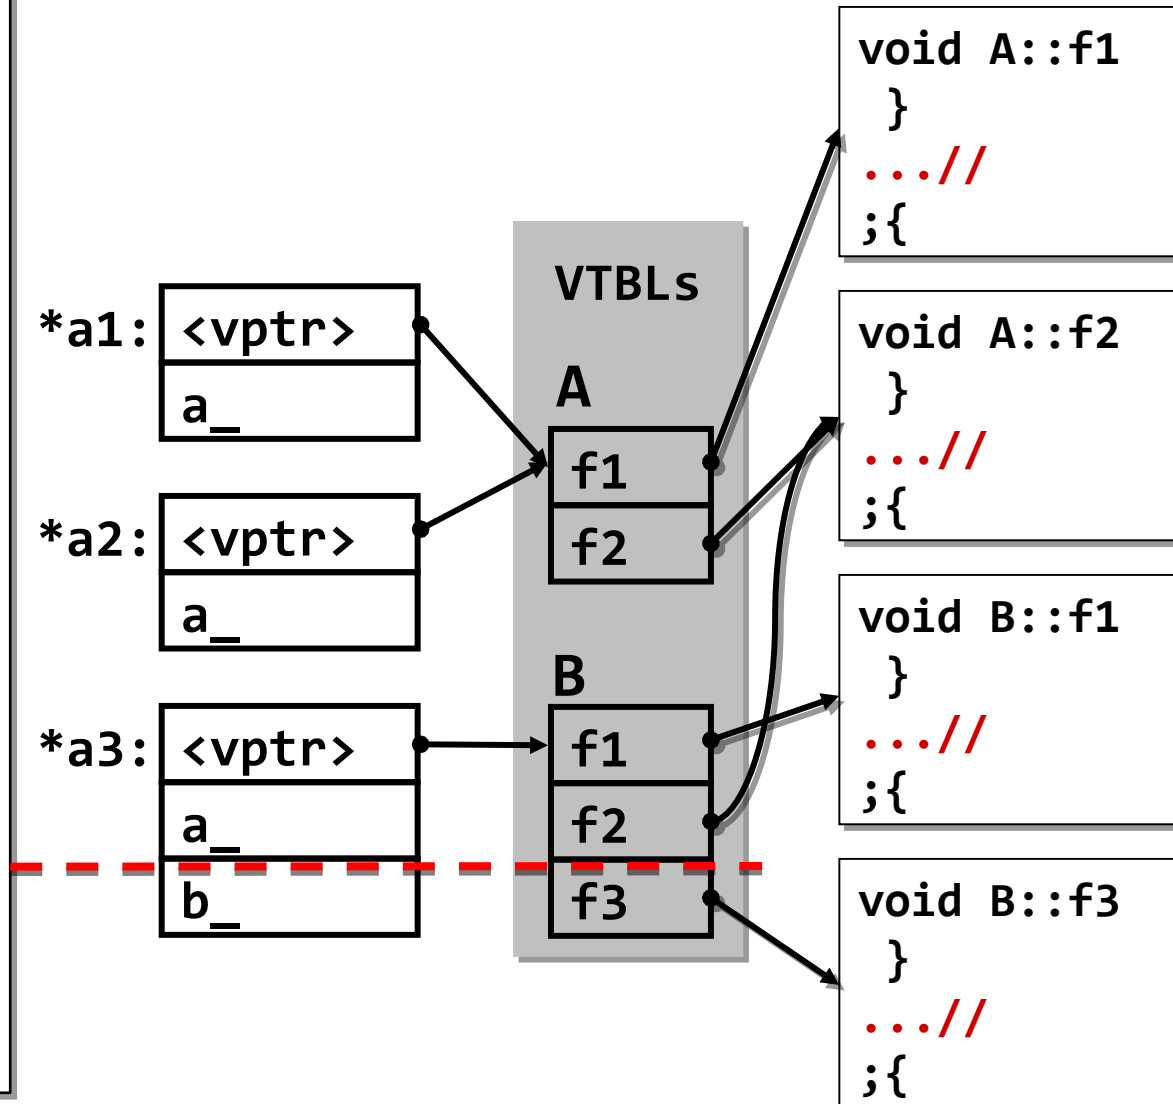 *a1:
<vptr>
a_
*a2:
<vptr>
a_
*a3:
<vptr>
a_
b_
VTBLs
A
f1
f2
B
f1
f2
f3
void A::f1
}
...//
;{
void A::f2
}
...//
;{
void B::f1
}
...//
;{
void B::f3
}
...//
;{